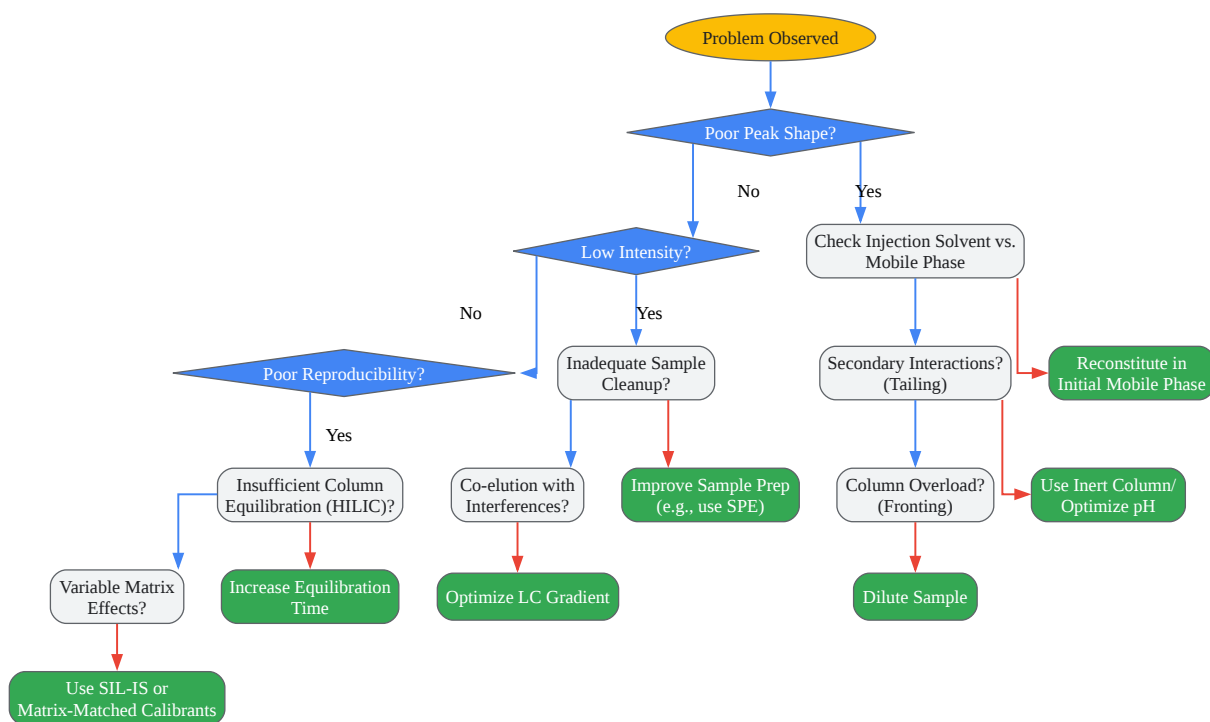 Problem Observed
Poor Peak Shape?
No
Yes
Check Injection Solvent vs.
Mobile Phase
Low Intensity?
No
Yes
Poor Reproducibility?
Inadequate Sample
Cleanup?
Secondary Interactions?
(Tailing)
Reconstitute in
Initial Mobile Phase
Yes
Insufficient Column
Equilibration (HILIC)?
Co-elution with
Interferences?
Improve Sample Prep
(e.g., use SPE)
Column Overload?
(Fronting)
Use Inert Column/
Optimize pH
Variable Matrix
Effects?
Increase Equilibration
Time
Optimize LC Gradient
Dilute Sample
Use SIL-IS or
Matrix-Matched Calibrants